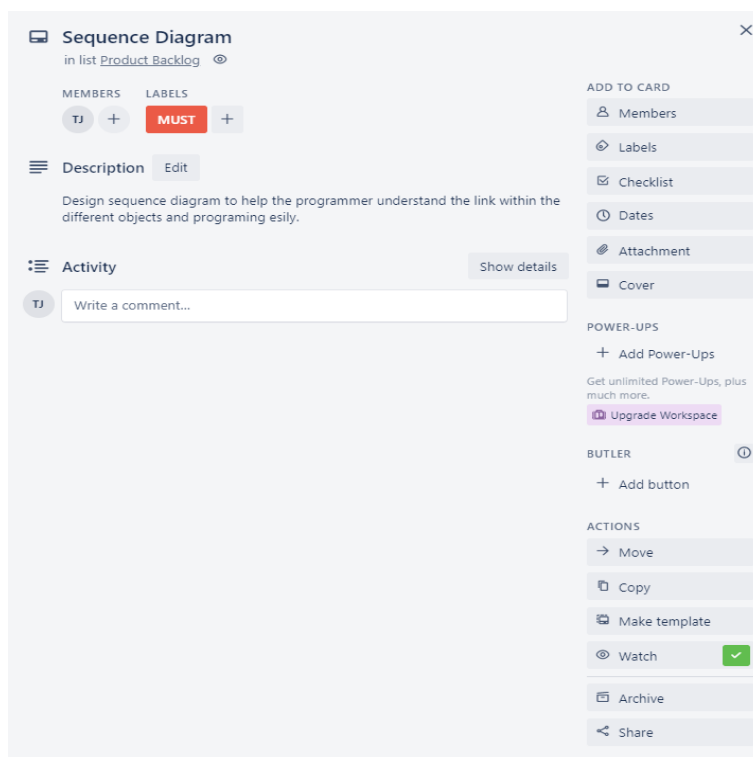 Sequence Diagram
in list Product Backlog
MEMBERS LABELS
TJ + MUST +
Description Edit
Design sequence diagram to help the programmer understand the link within the
different objects and programing esily.
Activity Show details
TJ Write a comment...
ADD TO CARD
Members
Labels
Checklist
Dates
Attachment
Cover
POWER-UPS
+ Add Power-Ups
Get unlimited Power-Ups, plus
much more.
Upgrade Workspace
BUTLER
+ Add button
ACTIONS
→ Move
Copy
Make template
Watch
Archive
Share